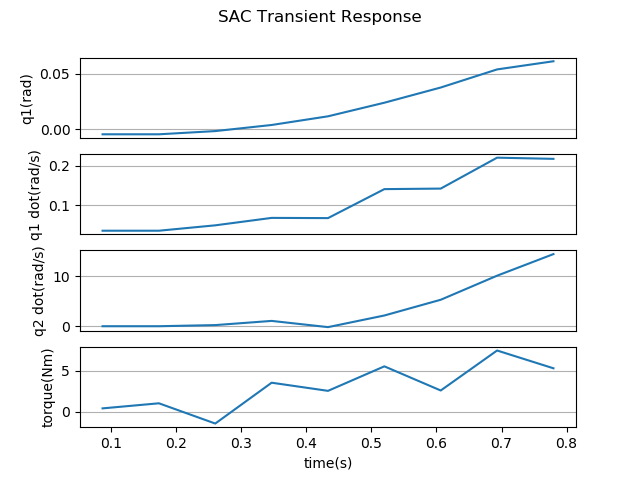 SAC Transient Response
q1(rad)
0.05
0.00
q1 dot(rad/s)
0.2
0.1
q2 dot(rad/s)
10
0
torque(Nm)
5
0
0.1 0.2 0.3 0.4 0.5 0.6 0.7 0.8
time(s)